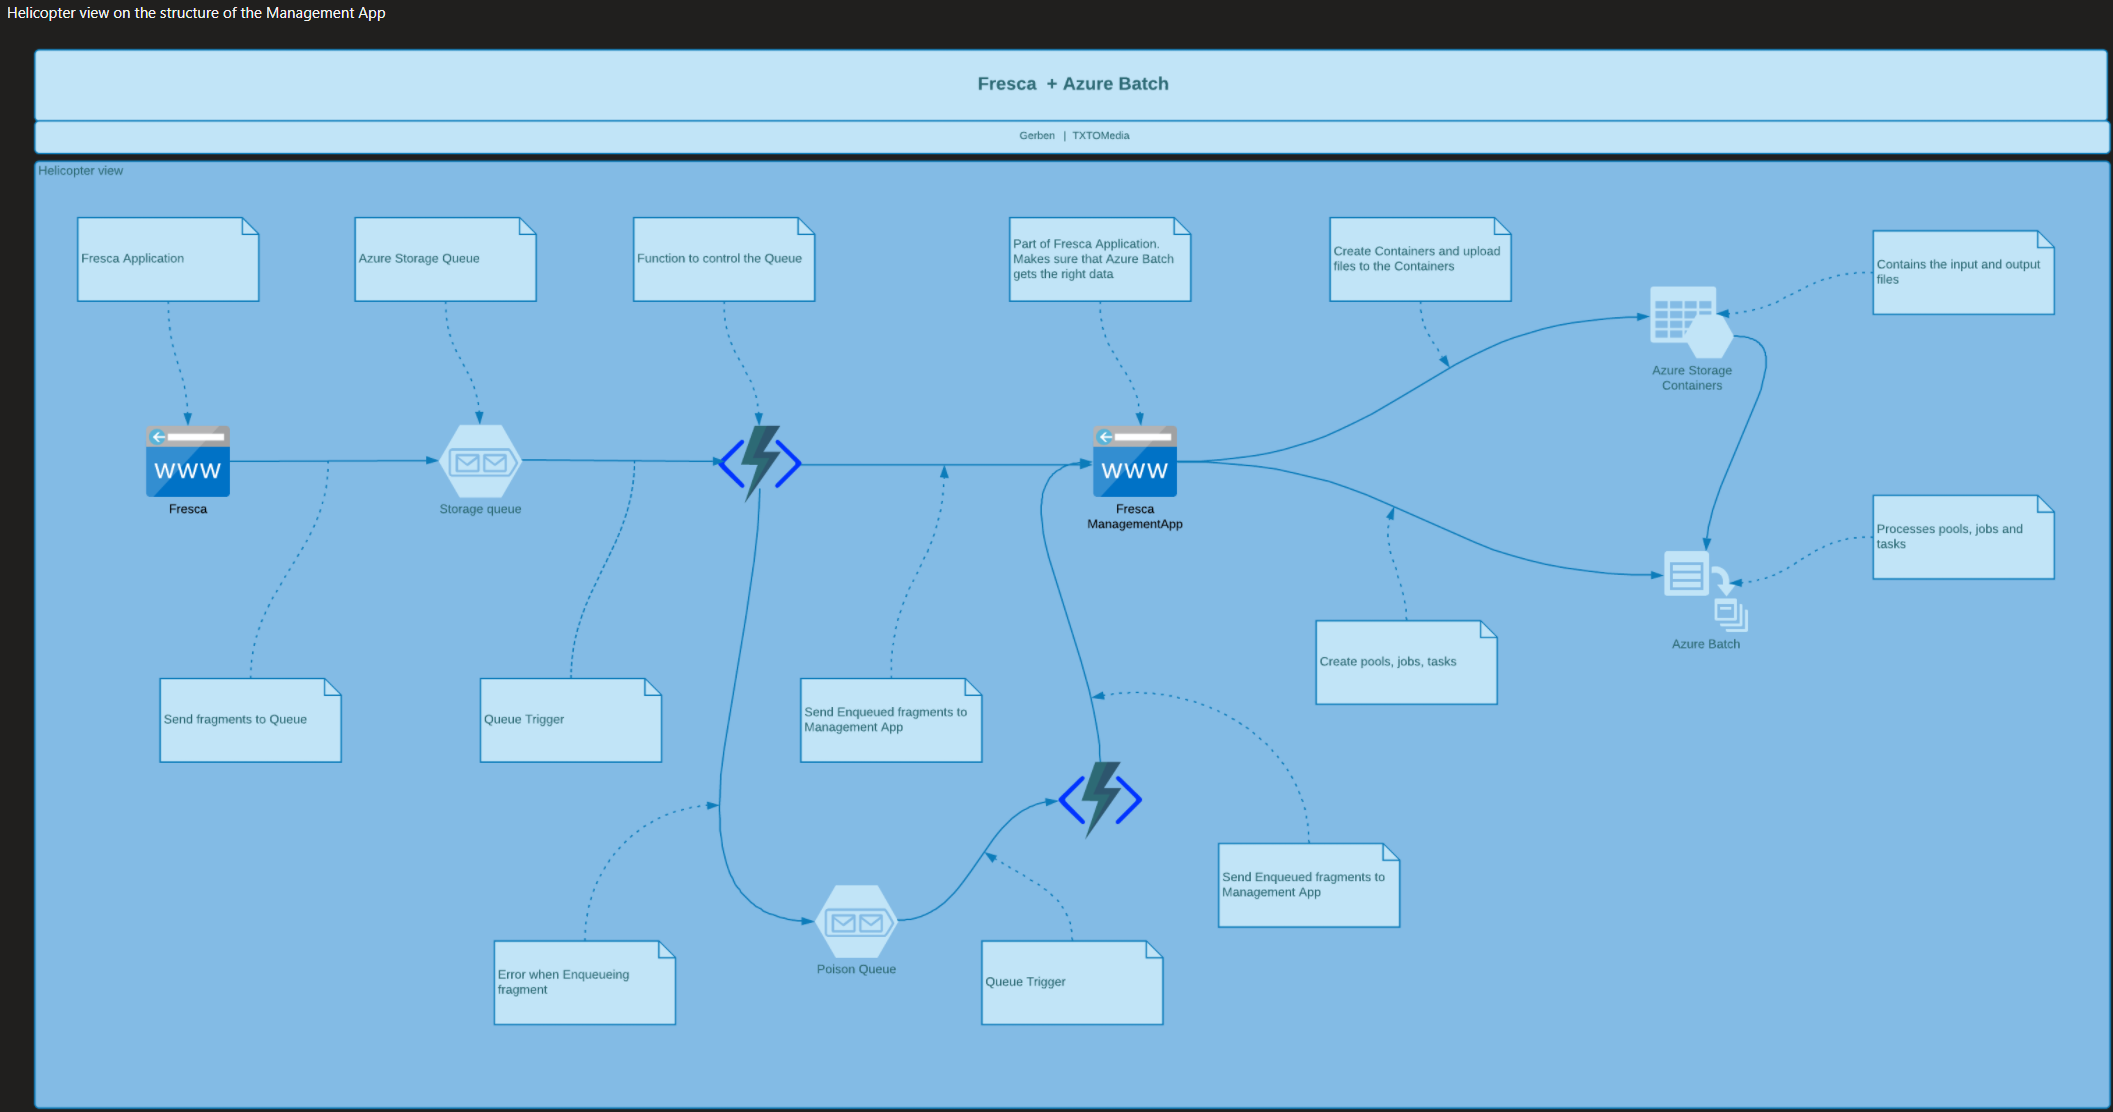 Helicopter view on the structure of the Management App
Fresca + Azure Batch
Gerben | TXTOMedia
Helicopter view
Fresca Application
Azure Storage Queue
Function to control the Queue
Part of Fresca Application.
Makes sure that Azure Batch
gets the right data
Create Containers and upload
files to the Containers
Contains the input and output
files
Azure Storage
Containers
www
Fresca
Storage queue
www
Fresca
ManagementApp
Processes pools, jobs and
tasks
Azure Batch
Create pools, jobs, tasks
Send fragments to Queue
Queue Trigger
Send Enqueued fragments to
Management App
Send Enqueued fragments to
Management App
Error when Enqueueing
fragment
Poison Queue
Queue Trigger